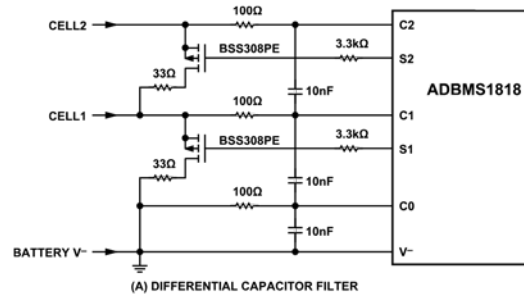 100Ω
CELL2
C2
BSS308PE
3.3kΩ
S2
33Ω
10nF
ADBMS1818
100Ω
CELL1
C1
BSS308PE
3.3kΩ
S1
33Ω
10nF
100Ω
C0
10nF
BATTERY V−
V−
(A) DIFFERENTIAL CAPACITOR FILTER